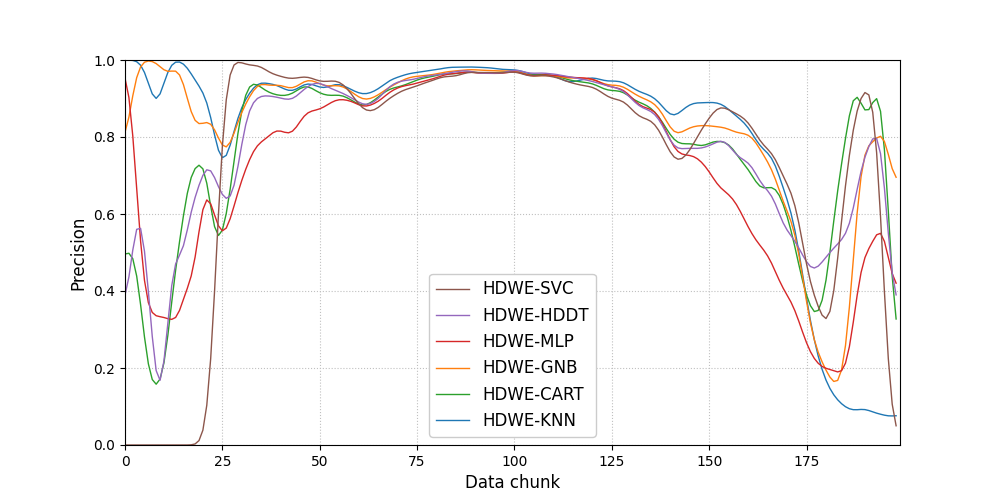 1.0
0.8
0.6
0.4
0.2
0.0
Precision
HDWE-SVC
HDWE-HDDT
HDWE-MLP
HDWE-GNB
HDWE-CART
HDWE-KNN
0 25 50 75 100 125 150 175
Data chunk